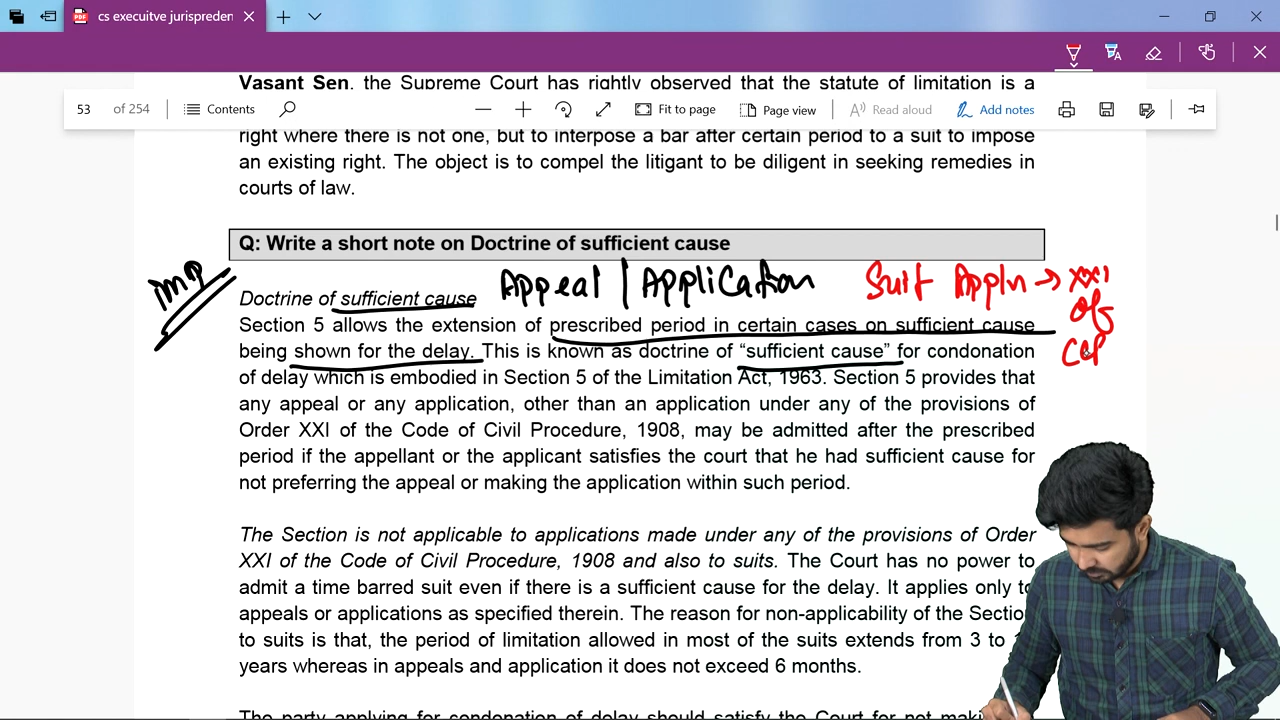 cs execuitve jurispreden
Vasant Sen, the Supreme Court has rightly observed that the statute of limitation is a
53 of 254 Contents Fit to page Page view Read aloud Add notes
right where there is not one, but to interpose a bar after certain period to a suit to impose
an existing right. The object is to compel the litigant to be diligent in seeking remedies in
courts of law.
Q: Write a short note on Doctrine of sufficient cause
Imp
Appeal | Application
Suit Appln → XXI
of
CP
Doctrine of sufficient cause
Section 5 allows the extension of prescribed period in certain cases on sufficient cause
being shown for the delay. This is known as doctrine of “sufficient cause” for condonation
of delay which is embodied in Section 5 of the Limitation Act, 1963. Section 5 provides that
any appeal or any application, other than an application under any of the provisions of
Order XXI of the Code of Civil Procedure, 1908, may be admitted after the prescribed
period if the appellant or the applicant satisfies the court that he had sufficient cause for
not preferring the appeal or making the application within such period.
The Section is not applicable to applications made under any of the provisions of Order
XXI of the Code of Civil Procedure, 1908 and also to suits. The Court has no power to
admit a time barred suit even if there is a sufficient cause for the delay. It applies only to
appeals or applications as specified therein. The reason for non-applicability of the Section
to suits is that, the period of limitation allowed in most of the suits extends from 3 to
years whereas in appeals and application it does not exceed 6 months.
The party applying for condonation of delay should satisfy the Court for not